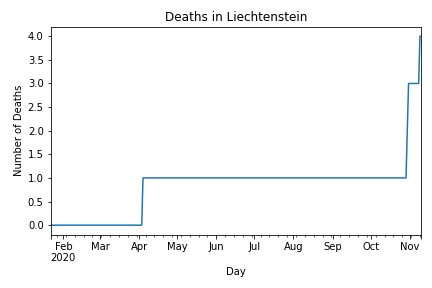 Deaths in Liechtenstein
Number of Deaths
4.0
3.5
3.0
2.5
2.0
1.5
1.0
0.5
0.0
Feb Mar Apr May Jun Jul Aug Sep Oct Nov
2020
Day